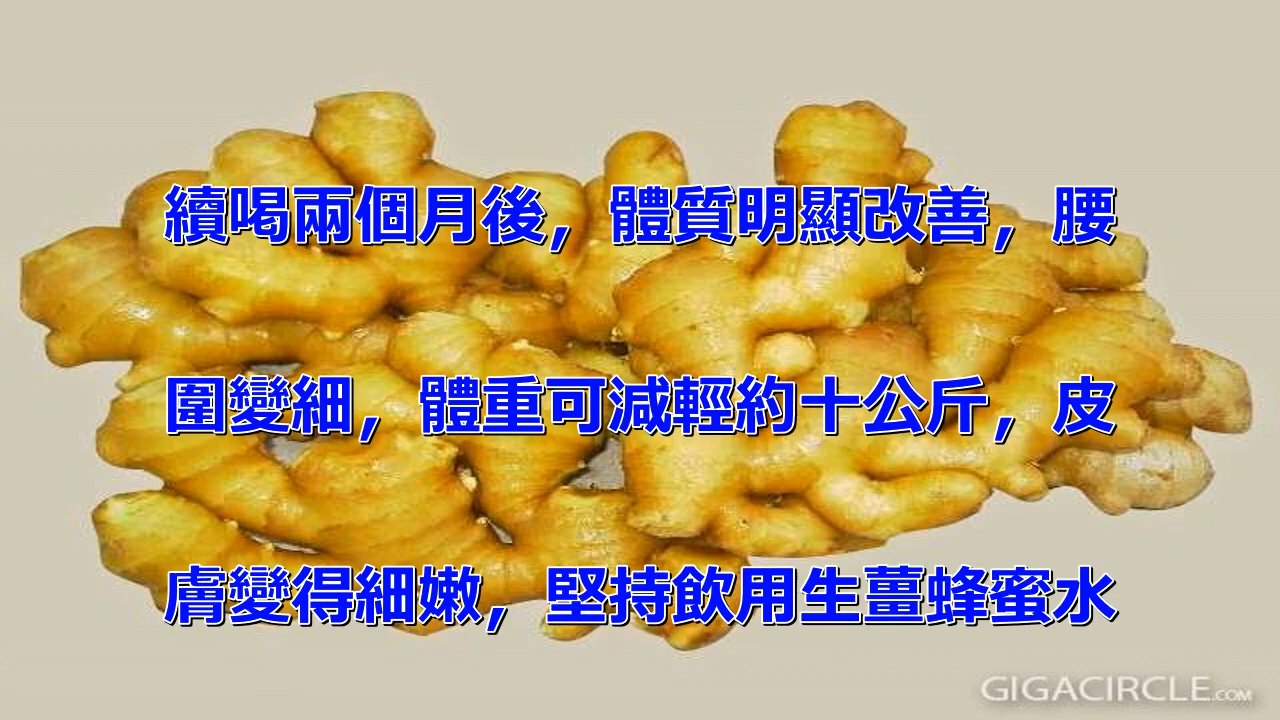 續喝兩個月後，體質明顯改善，腰
圍變細，體重可減輕約十公斤，皮
膚變得細嫩，堅持飲用生薑蜂蜜水
GIGACIRCLE.COM